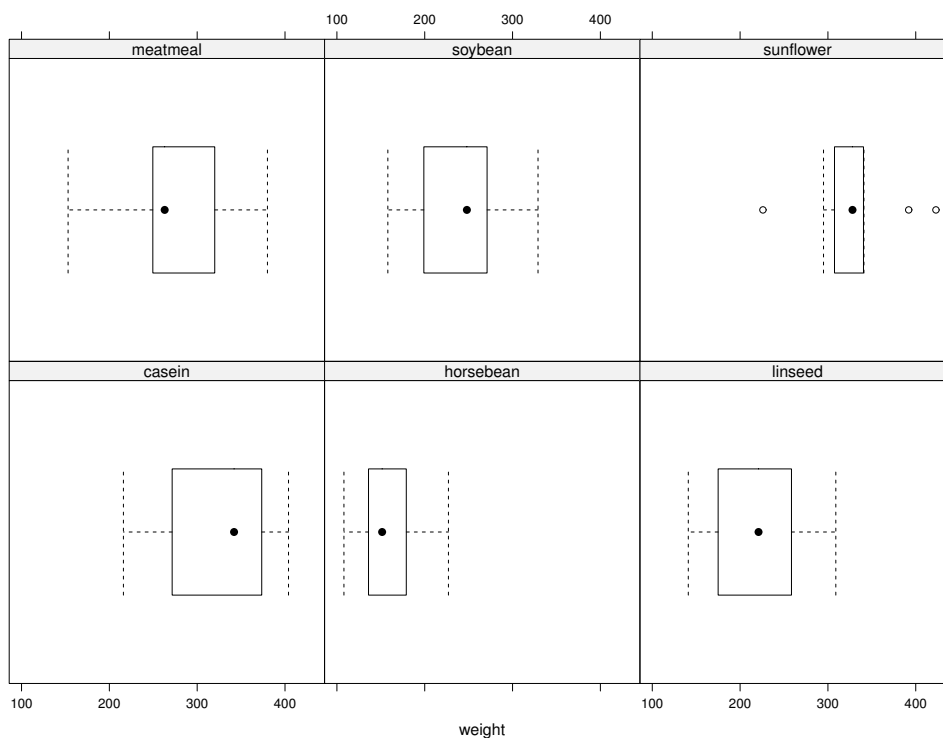 100 200 300 400
meatmeal soybean sunflower
casein horsebean linseed
100 200 300 400 100 200 300 400
weight